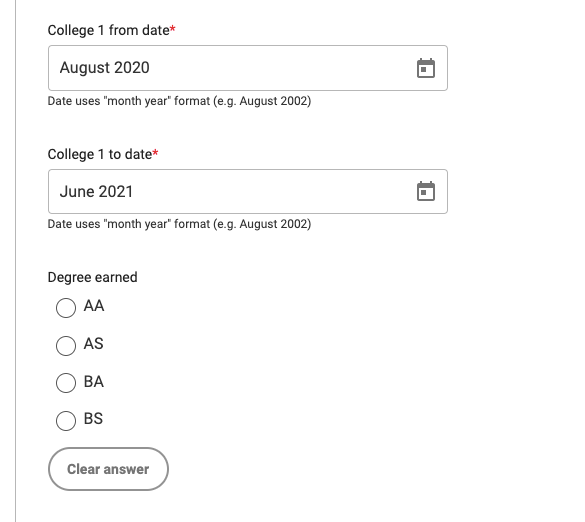 College 1 from date*
August 2020
Date uses "month year" format (e.g. August 2002)
College 1 to date*
June 2021
Date uses "month year" format (e.g. August 2002)
Degree earned
AA
AS
BA
BS
Clear answer